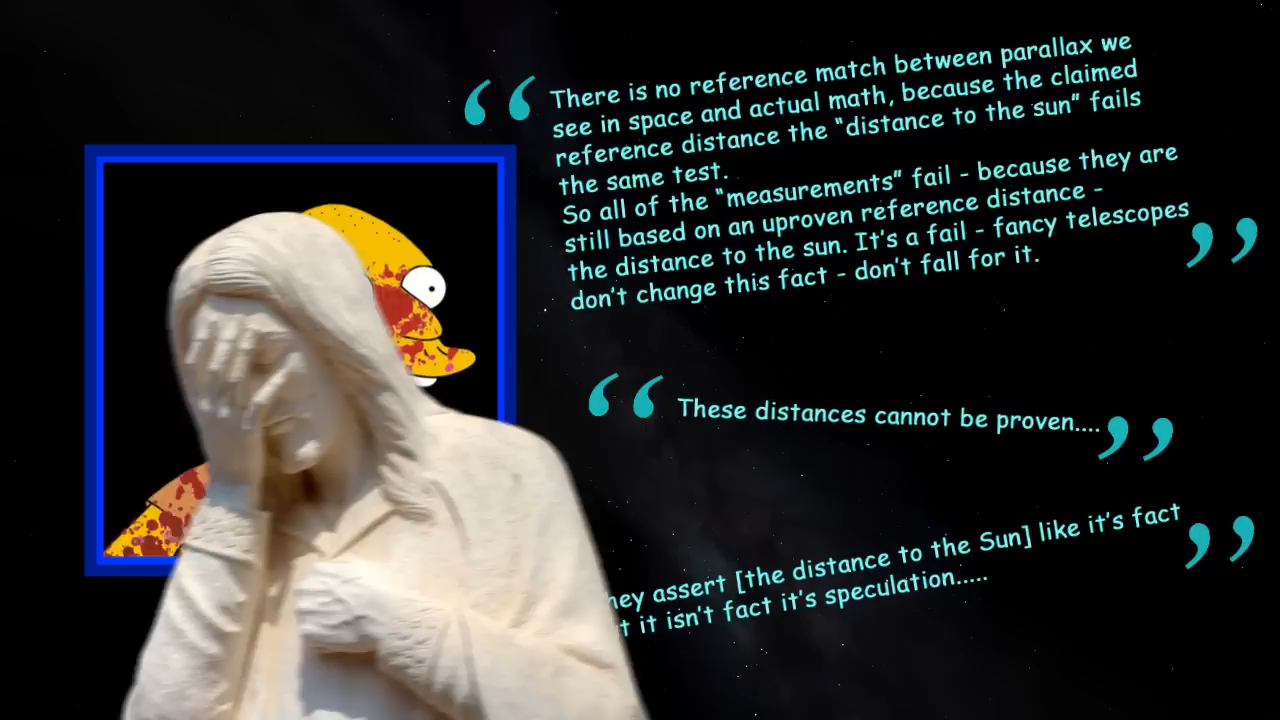 There is no reference match between parallax we
see in space and actual math, because the claimed
reference distance the "distance to the sun" fails
the same test.
So all of the "measurements" fail - because they are
still based on an uproven reference distance -
the distance to the sun. It's a fail - fancy telescopes
don't change this fact - don't fall for it.
These distances cannot be proven....
hey assert [the distance to the Sun] like it's fact
t it isn't fact it's speculation.....